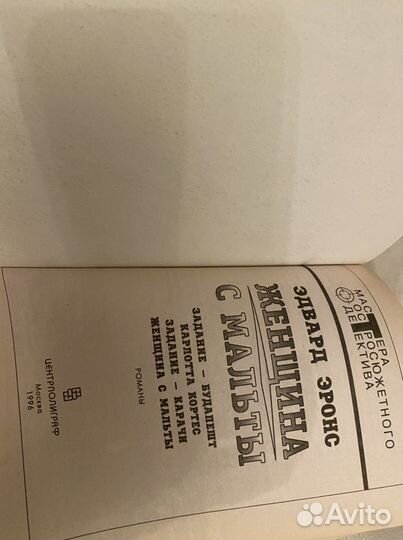 МАСТЕРА
ОСТРОСЮЖЕТНОГО
ДЕТЕКТИВА
ЭДВАРД ЭРОНС
ЖЕНЩИНА
С МАЛЬТЫ
ЗАДАНИЕ — БУДАПЕШТ
КАРЛОТТА КОРТЕС
ЗАДАНИЕ — КАРАЧИ
ЖЕНЩИНА С МАЛЬТЫ
РОМАНЫ
ЦЕНТРПОЛИГРАФ
Москва
1996
Avito